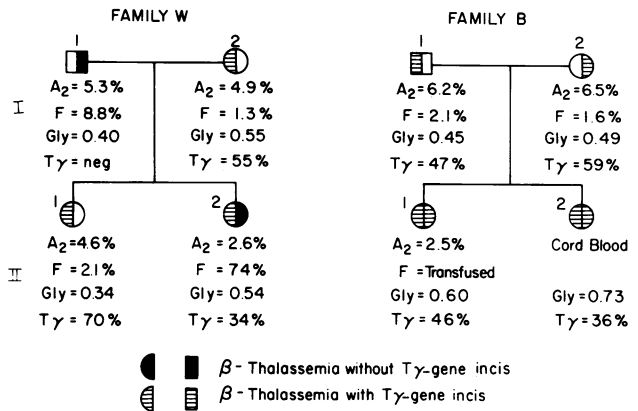 FAMILY W
1
2
A2 = 5.3%
F = 8.8%
Gly = 0.40
Tγ = neg
A2 = 4.9%
F = 1.3%
Gly = 0.55
Tγ = 55%
I
1
2
A2 = 4.6%
F = 2.1%
Gly = 0.34
Tγ = 70%
A2 = 2.6%
F = 74%
Gly = 0.54
Tγ = 34%
II
FAMILY B
1
2
A2 = 6.2%
F = 2.1%
Gly = 0.45
Tγ = 47%
A2 = 6.5%
F = 1.6%
Gly = 0.49
Tγ = 59%
1
2
A2 = 2.5%
F = Transfused
Gly = 0.60
Tγ = 46%
Cord Blood
Gly = 0.73
Tγ = 36%
β - Thalassemia without Tγ-gene incis
β - Thalassemia with Tγ-gene incis